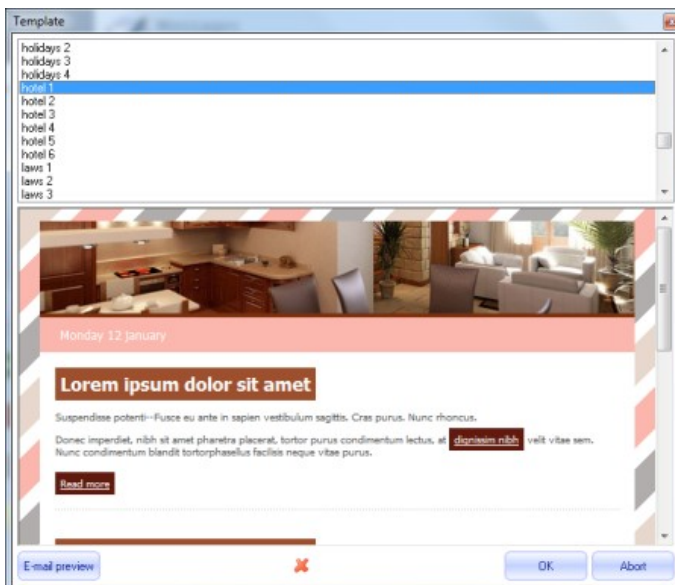 Template
holidays 2
holidays 3
holidays 4
hotel 1
hotel 2
hotel 3
hotel 4
hotel 5
hotel 6
laws 1
laws 2
laws 3
Monday 12 january
Lorem ipsum dolor sit amet
Suspendisse potenti--Fusce eu ante in sapien vestibulum sagittis. Cras purus. Nunc rhoncus.
Donec imperdiet, nibh sit amet pharetra placerat, tortor purus condimentum lectus, at dignissim nibh velit vitae sem.
Nunc condimentum blandit tortorphasellus facilisis neque vitae purus.
Read more
E-mail preview
OK
Abort